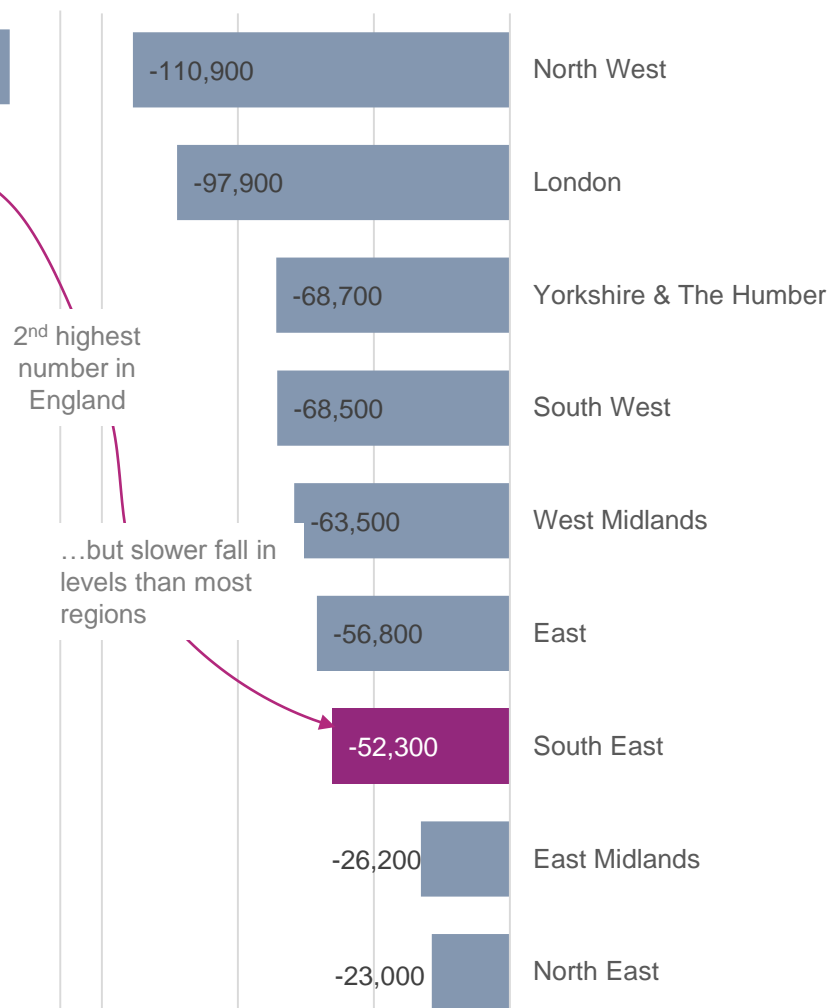 -110,900 North West
-97,900 London
-68,700 Yorkshire & The Humber
2nd highest
number in
England
-68,500 South West
-63,500 West Midlands
…but slower fall in
levels than most
regions
-56,800 East
-52,300 South East
-26,200 East Midlands
-23,000 North East